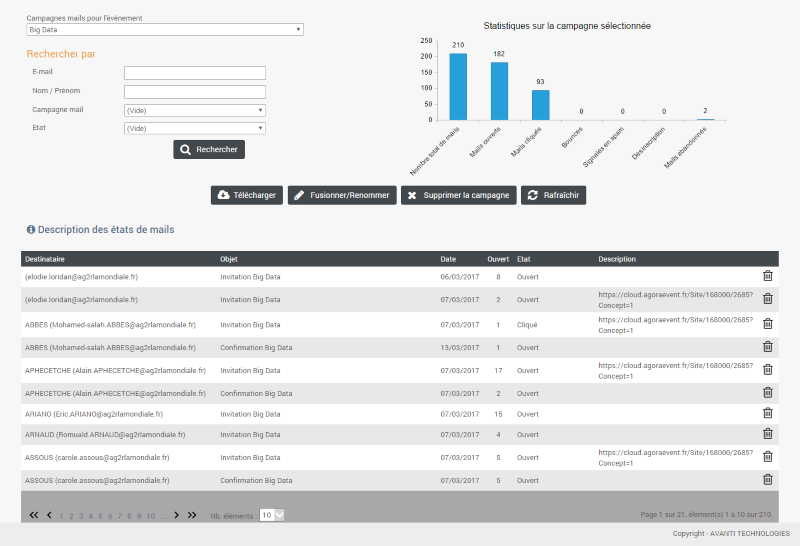 Campagnes mails pour l'événement
Big Data
Rechercher par
E-mail
Nom / Prénom
Campagne mail
(Vide)
Etat
(Vide)
Rechercher
Statistiques sur la campagne sélectionnée
250
200
150
100
50
0
210
182
93
0
0
0
2
Nombre total de mails
Mails ouverts
Mails cliqués
Bounces
Signalés en spam
Désinscription
Mails abandonnés
Télécharger
Fusionner/Renommer
Supprimer la campagne
Rafraîchir
Description des états de mails
Destinataire Objet Date Ouvert Etat Description
(elodie.loridan@ag2rlamondiale.fr) Invitation Big Data 06/03/2017 8 Ouvert
(elodie.loridan@ag2rlamondiale.fr) Invitation Big Data 07/03/2017 2 Ouvert https://cloud.agoraevent.fr/Site/168000/2685?
Concept=1
ABBES (Mohamed-salah.ABBES@ag2rlamondiale.fr) Invitation Big Data 07/03/2017 1 Cliqué https://cloud.agoraevent.fr/Site/168000/2685?
Concept=1
ABBES (Mohamed-salah.ABBES@ag2rlamondiale.fr) Confirmation Big Data 13/03/2017 1 Ouvert
APHECETCHE (Alain.APHECETCHE@ag2rlamondiale.fr) Invitation Big Data 07/03/2017 17 Ouvert https://cloud.agoraevent.fr/Site/168000/2685?
Concept=1
APHECETCHE (Alain.APHECETCHE@ag2rlamondiale.fr) Confirmation Big Data 07/03/2017 2 Ouvert
ARIANO (Eric.ARIANO@ag2rlamondiale.fr) Invitation Big Data 07/03/2017 15 Ouvert
ARNAUD (Romuald.ARNAUD@ag2rlamondiale.fr) Invitation Big Data 07/03/2017 4 Ouvert
ASSOUS (carole.assous@ag2rlamondiale.fr) Invitation Big Data 07/03/2017 5 Ouvert https://cloud.agoraevent.fr/Site/168000/2685?
Concept=1
ASSOUS (carole.assous@ag2rlamondiale.fr) Confirmation Big Data 07/03/2017 5 Ouvert
1 2 3 4 5 6 7 8 9 10 ... Nb. éléments : 10 Page 1 sur 21, élément(s) 1 à 10 sur 210.
Copyright - AVANTI TECHNOLOGIES